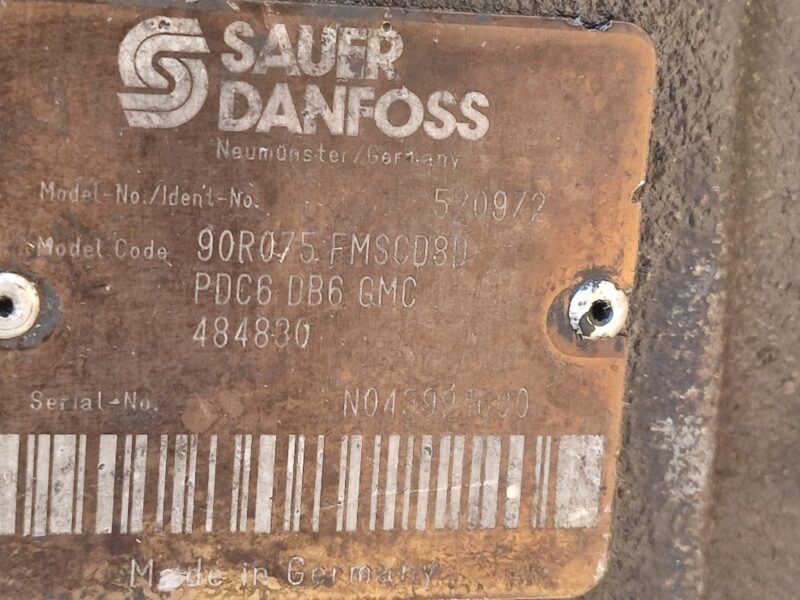 SAUER
DANFOSS
Neumünster/Germany
Model-No./Ident-No. 520972
Model Code 90R075 FMSCD8D
PDC6 DB6 GMC
484830
Serial-No.
Made in Germany